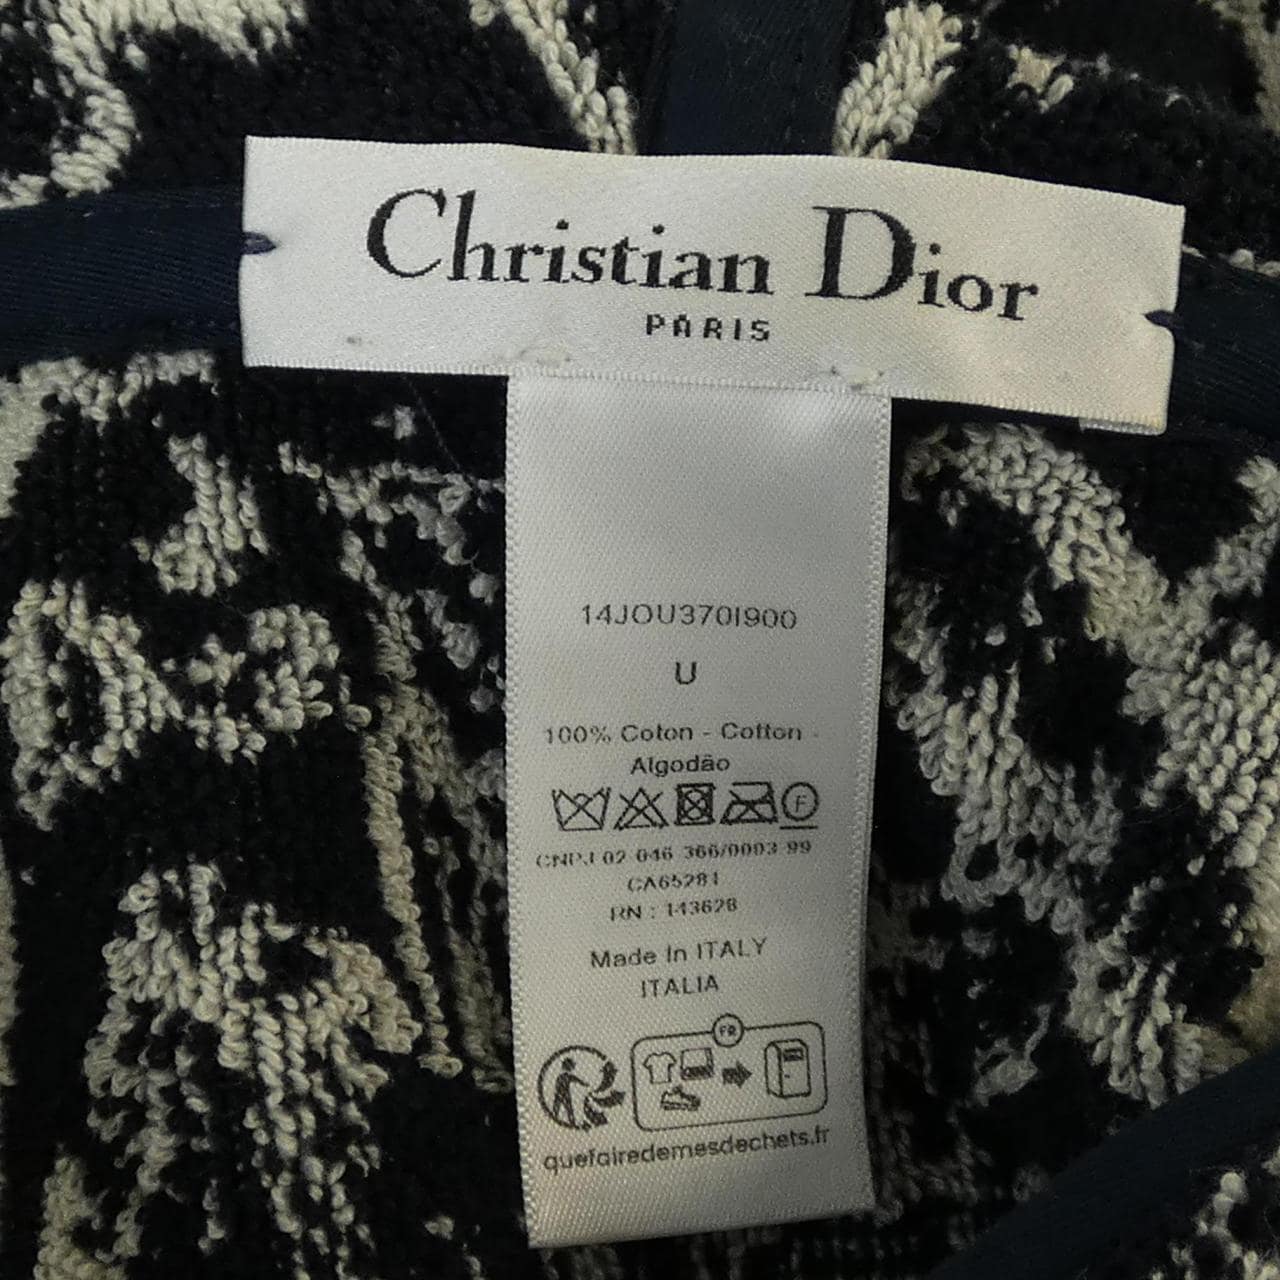 Christian Dior
PARIS
14JOU370I900
U
100% Coton - Cotton -
Algodão
F
CNPJ 02 046 366/0003 99
CA65281
RN : 143628
Made In ITALY
ITALIA
FR
quefairedemesdechets.fr